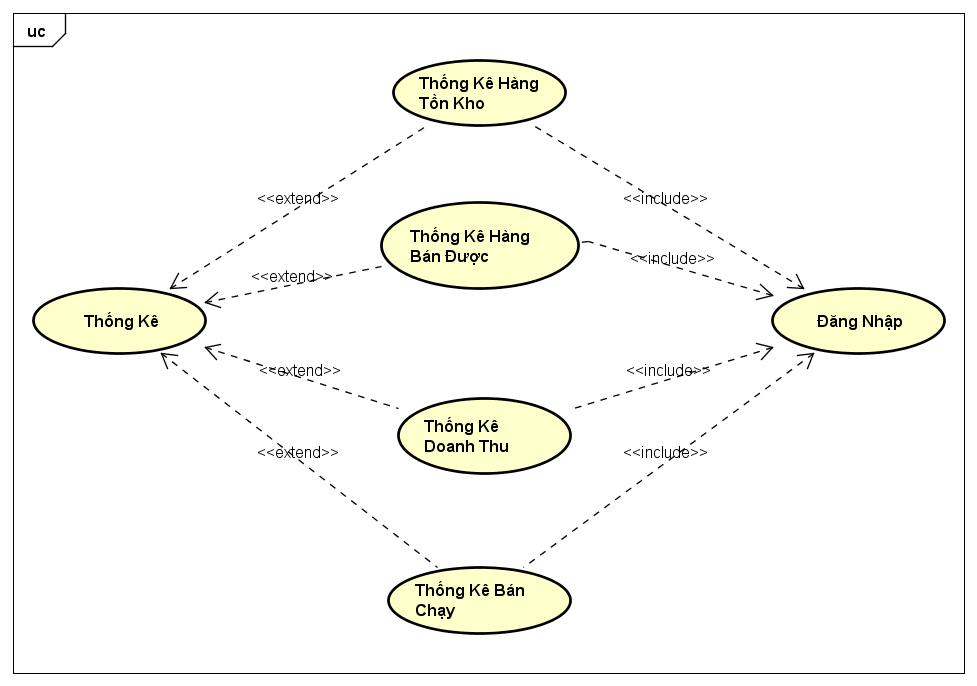 uc
Thống Kê Hàng
Tồn Kho
<<extend>>
<<include>>
Thống Kê Hàng
Bán Được
<<extend>>
<<include>>
Thống Kê
Đăng Nhập
<<extend>>
<<include>>
Thống Kê
Doanh Thu
<<extend>>
<<include>>
Thống Kê Bán
Chạy